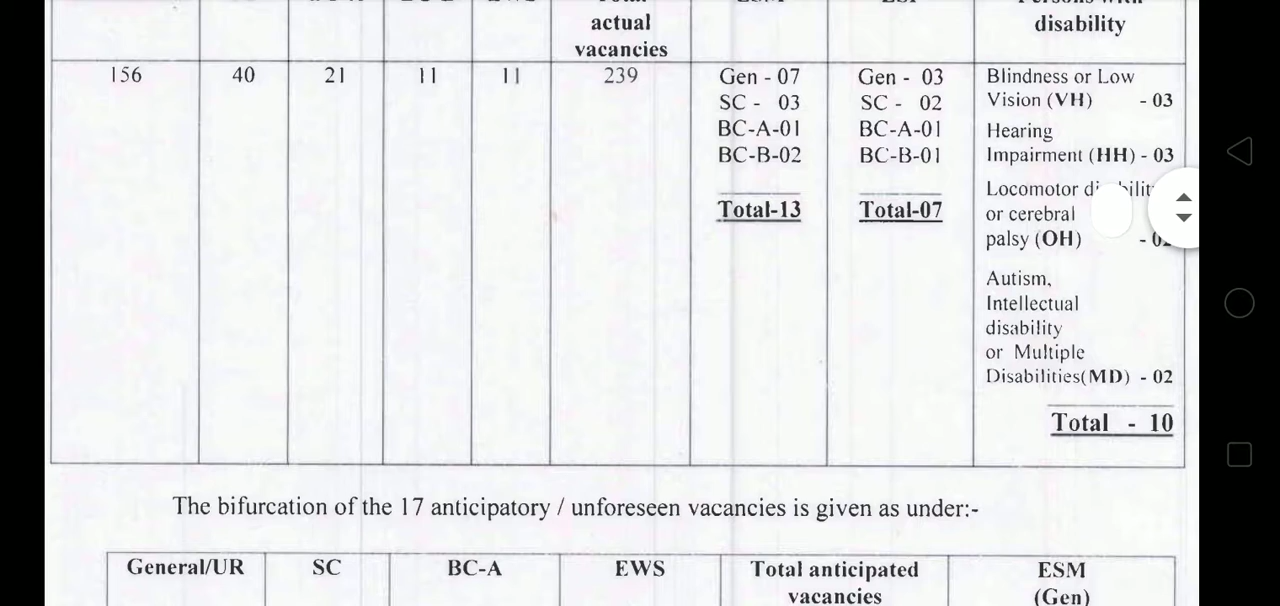 actual
vacancies
disability
156 40 21 11 11 239
Gen - 07
SC - 03
BC-A-01
BC-B-02
Total-13
Gen - 03
SC - 02
BC-A-01
BC-B-01
Total-07
Blindness or Low
Vision (VH) - 03
Hearing
Impairment (HH) - 03
Locomotor
or cerebral
palsy (OH)
Autism,
Intellectual
disability
or Multiple
Disabilities(MD) - 02
Total - 10
The bifurcation of the 17 anticipatory / unforeseen vacancies is given as under:-
General/UR SC BC-A EWS Total anticipated
vacancies
ESM
(Gen)